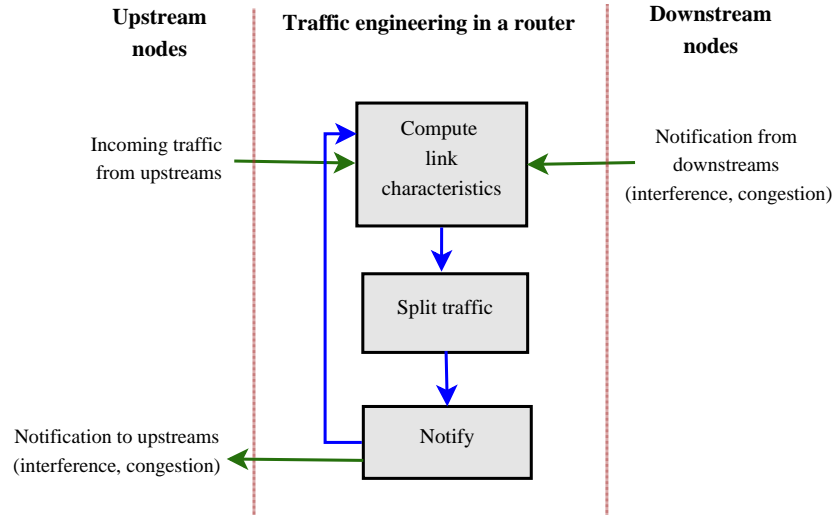 Upstream
nodes
Traffic engineering in a router
Downstream
nodes
Incoming traffic
from upstreams
Compute
link
characteristics
Notification from
downstreams
(interference, congestion)
Split traffic
Notify
Notification to upstreams
(interference, congestion)